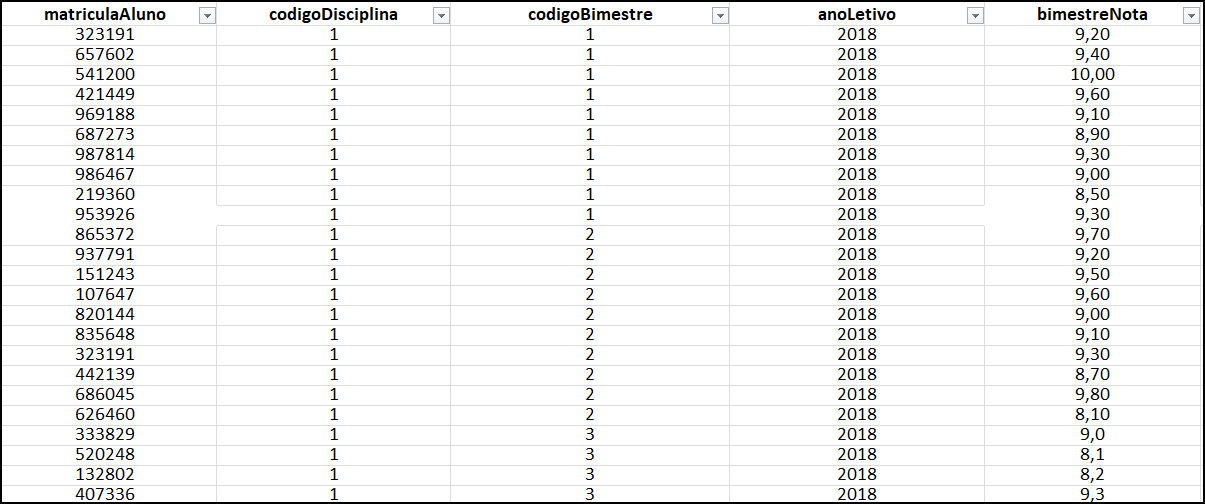 matriculaAluno codigoDisciplina codigoBimestre anoLetivo bimestreNota
323191 1 1 2018 9,20
657602 1 1 2018 9,40
541200 1 1 2018 10,00
421449 1 1 2018 9,60
969188 1 1 2018 9,10
687273 1 1 2018 8,90
987814 1 1 2018 9,30
986467 1 1 2018 9,00
219360 1 1 2018 8,50
953926 1 1 2018 9,30
865372 1 2 2018 9,70
937791 1 2 2018 9,20
151243 1 2 2018 9,50
107647 1 2 2018 9,60
820144 1 2 2018 9,00
835648 1 2 2018 9,10
323191 1 2 2018 9,30
442139 1 2 2018 8,70
686045 1 2 2018 9,80
626460 1 2 2018 8,10
333829 1 3 2018 9,0
520248 1 3 2018 8,1
132802 1 3 2018 8,2
407336 1 3 2018 9,3